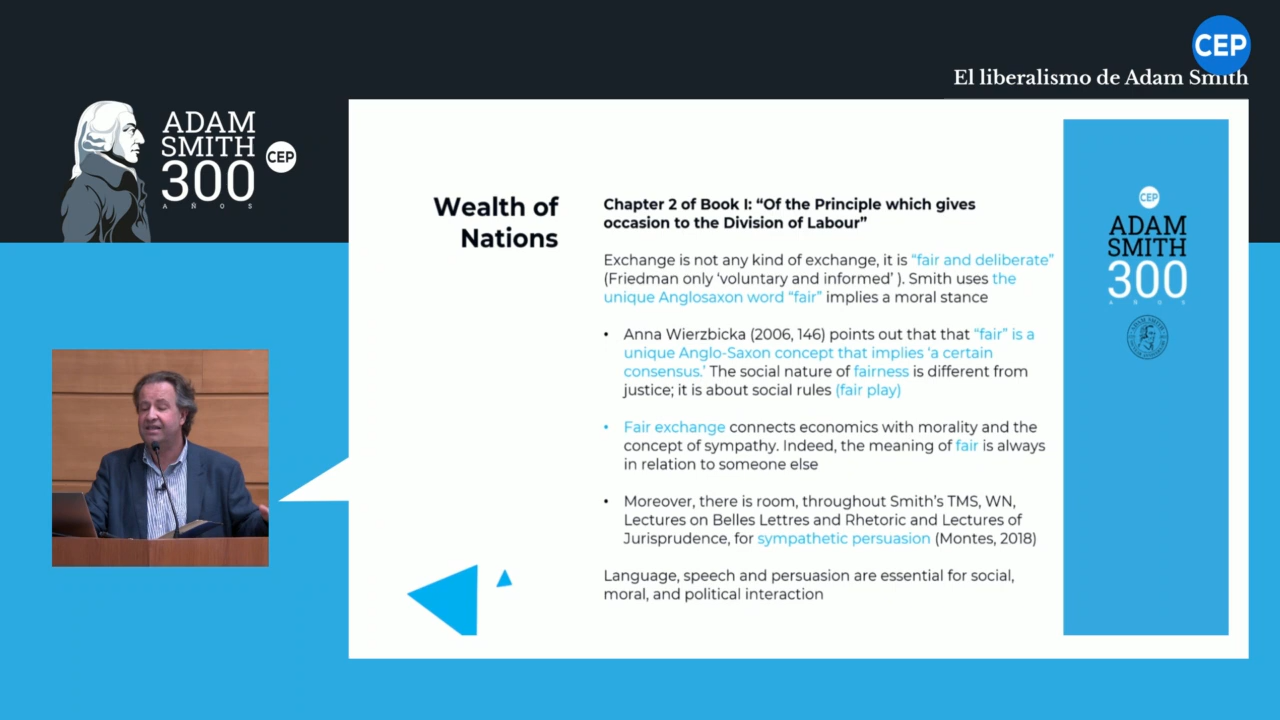 CEP
El liberalismo de Adam Smith
ADAM
SMITH
300
AÑOS
CEP
Wealth of
Nations
Chapter 2 of Book I: “Of the Principle which gives
occasion to the Division of Labour”
Exchange is not any kind of exchange, it is “fair and deliberate”
(Friedman only ‘voluntary and informed’ ). Smith uses the
unique Anglosaxon word “fair” implies a moral stance
• Anna Wierzbicka (2006, 146) points out that that “fair” is a
unique Anglo-Saxon concept that implies ‘a certain
consensus.’ The social nature of fairness is different from
justice; it is about social rules (fair play)
• Fair exchange connects economics with morality and the
concept of sympathy. Indeed, the meaning of fair is always
in relation to someone else
• Moreover, there is room, throughout Smith’s TMS, WN,
Lectures on Belles Lettres and Rhetoric and Lectures of
Jurisprudence, for sympathetic persuasion (Montes, 2018)
Language, speech and persuasion are essential for social,
moral, and political interaction
CEP
ADAM
SMITH
300
AÑOS